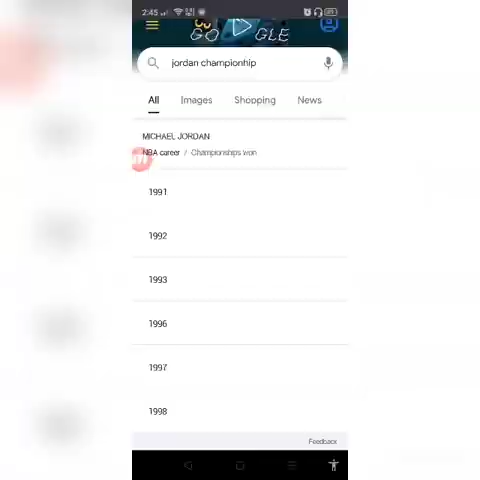 2:45
GO GLE
jordan championhip
All Images Shopping News
MICHAEL JORDAN
NBA career / Championships won
1991
1992
1993
1996
1997
1998
Feedback